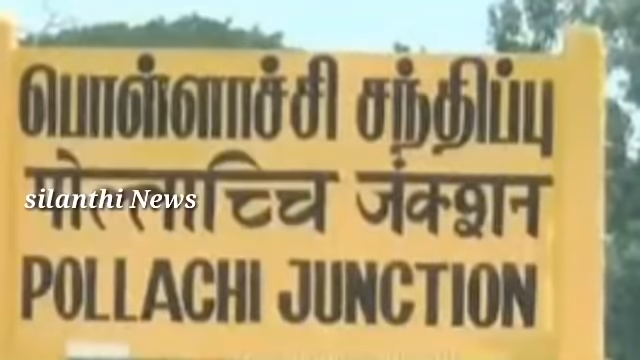 பொள்ளாச்சி சந்திப்பு
पोल्लाच्चि जंक्शन
silanthi News
POLLACHI JUNCTION